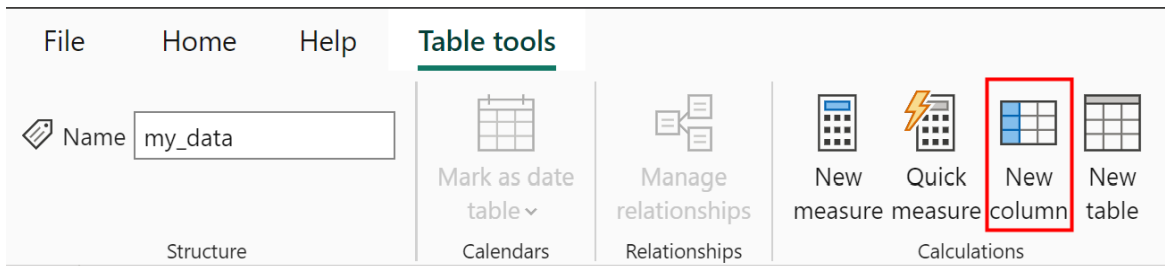 File Home Help Table tools
Name my_data
Mark as date
table
Manage
relationships
New
measure
Quick
measure
New
column
New
table
Structure Calendars Relationships Calculations